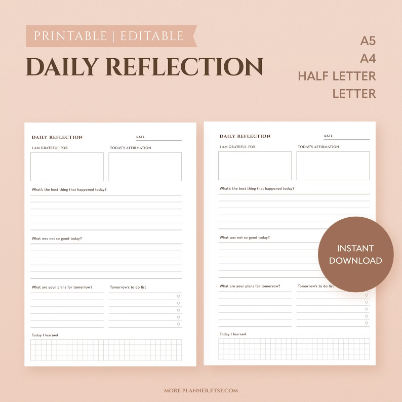 PRINTABLE | EDITABLE
DAILY REFLECTION
A5
A4
HALF LETTER
LETTER
DAILY REFLECTION
DATE
I AM GRATEFUL FOR
TODAY'S AFFIRMATION
What's the best thing that happened today?
What was not so good today?
What are your plans for tomorrow?
Tomorrow's to do list
Today I learned
DAILY REFLECTION
DATE
I AM GRATEFUL FOR
TODAY'S AFFIRMATION
What's the best thing that happened today?
What was not so good today?
What are your plans for tomorrow?
Tomorrow's to do list
Today I learned
INSTANT
DOWNLOAD
MORE-PLANNER.ETSY.COM